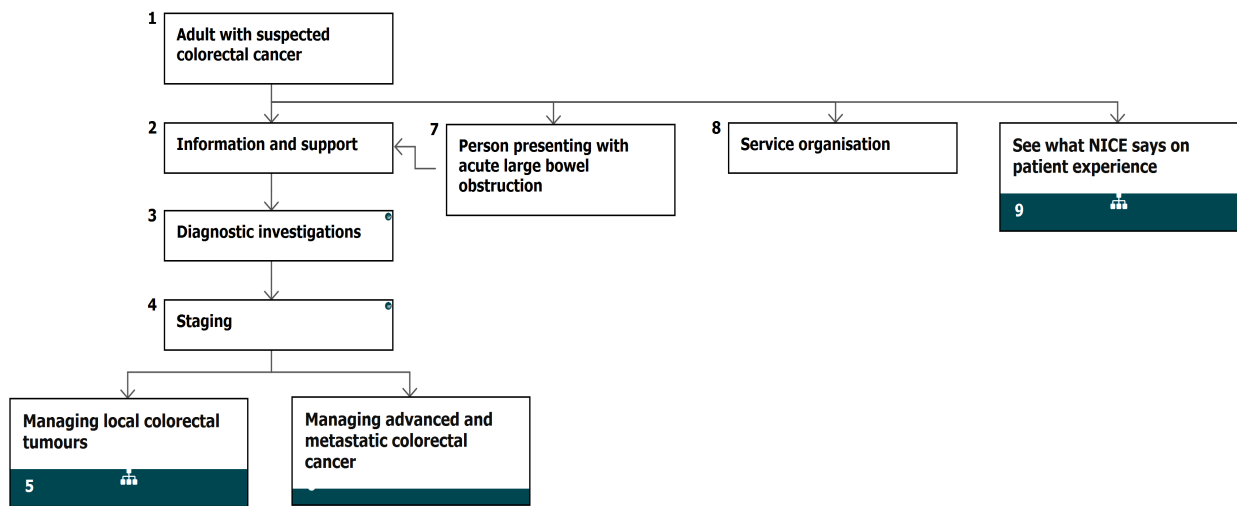 1
Adult with suspected
colorectal cancer
2
Information and support
7
Person presenting with
acute large bowel
obstruction
8
Service organisation
See what NICE says on
patient experience
9
3
Diagnostic investigations
4
Staging
Managing local colorectal
tumours
5
Managing advanced and
metastatic colorectal
cancer